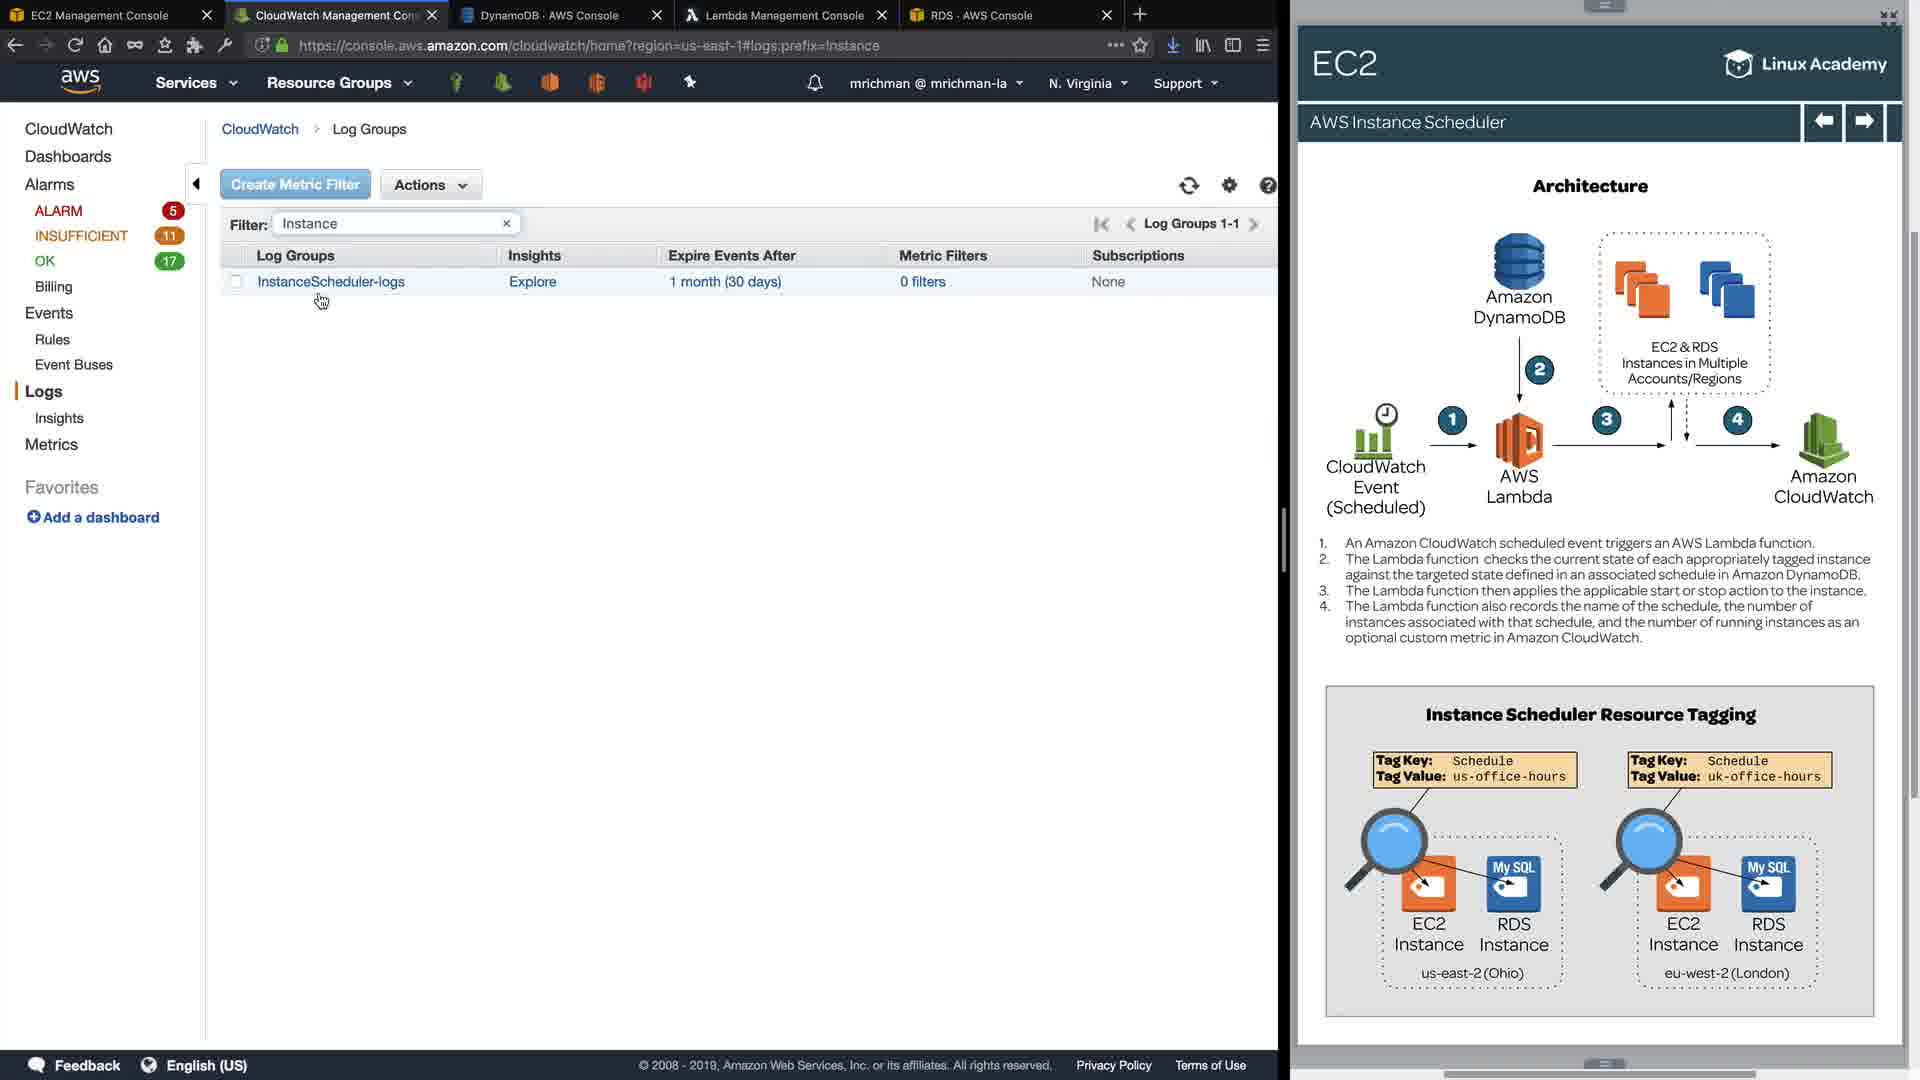 EC2 Management Console
CloudWatch Management Con
DynamoDB · AWS Console
Lambda Management Console
RDS · AWS Console
https://console.aws.amazon.com/cloudwatch/home?region=us-east-1#logs:prefix=Instance
aws
Services
Resource Groups
mrichman @ mrichman-la
N. Virginia
Support
CloudWatch
Dashboards
Alarms
ALARM 5
INSUFFICIENT 11
OK 17
Billing
Events
Rules
Event Buses
Logs
Insights
Metrics
Favorites
Add a dashboard
CloudWatch > Log Groups
Create Metric Filter
Actions
Filter: Instance
Log Groups 1-1
Log Groups Insights Expire Events After Metric Filters Subscriptions
InstanceScheduler-logs Explore 1 month (30 days) 0 filters None
Feedback
English (US)
© 2008 - 2019, Amazon Web Services, Inc. or its affiliates. All rights reserved.
Privacy Policy
Terms of Use
EC2
Linux Academy
AWS Instance Scheduler
Architecture
Amazon
DynamoDB
EC2 & RDS
Instances in Multiple
Accounts/Regions
2
1
3
4
CloudWatch
Event
(Scheduled)
AWS
Lambda
Amazon
CloudWatch
1. An Amazon CloudWatch scheduled event triggers an AWS Lambda function.
2. The Lambda function checks the current state of each appropriately tagged instance
against the targeted state defined in an associated schedule in Amazon DynamoDB.
3. The Lambda function then applies the applicable start or stop action to the instance.
4. The Lambda function also records the name of the schedule, the number of
instances associated with that schedule, and the number of running instances as an
optional custom metric in Amazon CloudWatch.
Instance Scheduler Resource Tagging
Tag Key: Schedule
Tag Value: us-office-hours
Tag Key: Schedule
Tag Value: uk-office-hours
My SQL
My SQL
EC2
Instance
RDS
Instance
EC2
Instance
RDS
Instance
us-east-2 (Ohio)
eu-west-2 (London)